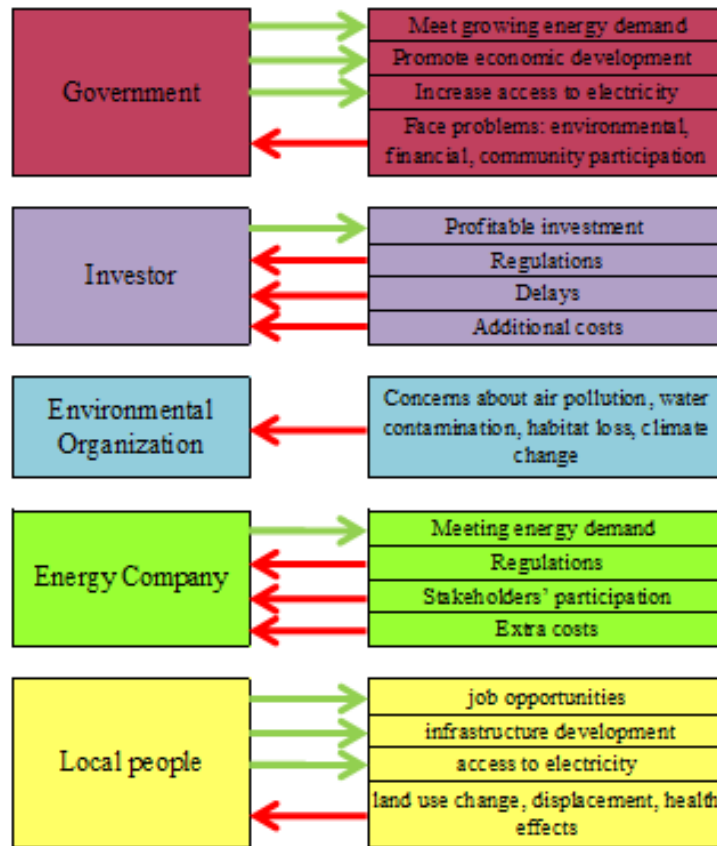 Government
Meet growing energy demand
Promote economic development
Increase access to electricity
Face problems: environmental,
financial, community participation
Investor
Profitable investment
Regulations
Delays
Additional costs
Environmental
Organization
Concerns about air pollution, water
contamination, habitat loss, climate
change
Energy Company
Meeting energy demand
Regulations
Stakeholders' participation
Extra costs
Local people
job opportunities
infrastructure development
access to electricity
land use change, displacement, health
effects